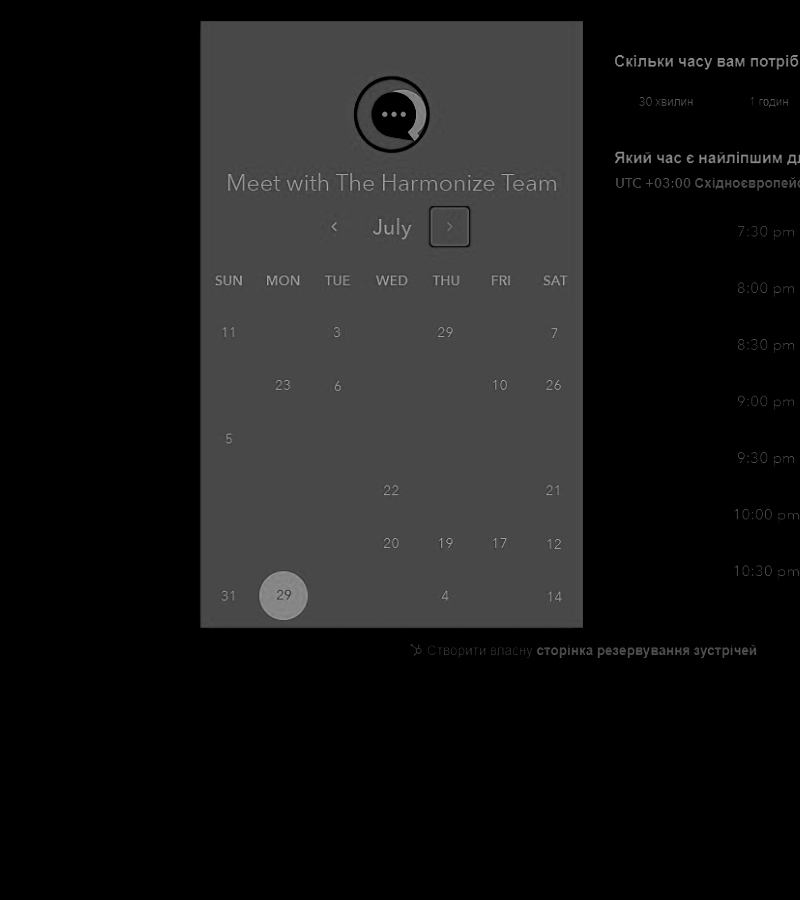 Meet with The Harmonize Team
July
SUN MON TUE WED THU FRI SAT
11 3 29 7
23 6 10 26
5
22 21
20 19 17 12
31 29 4 14
Скільки часу вам потріб
30 хвилин 1 годин
Який час є найліпшим дл
UTC +03:00 Східноєвропейс
7:30 pm
8:00 pm
8:30 pm
9:00 pm
9:30 pm
10:00 pm
10:30 pm
Створити власну сторінка резервування зустрічей